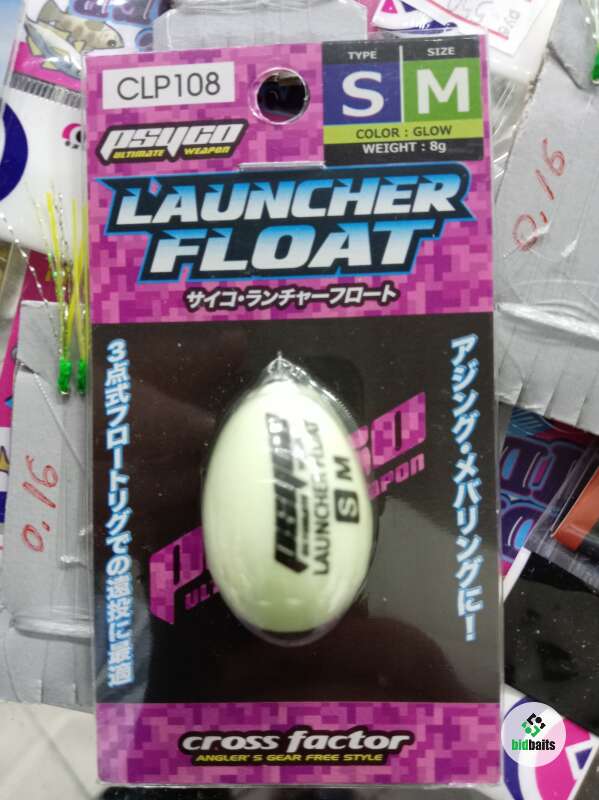 CLP108
TYPE
SIZE
S
M
COLOR : GLOW
WEIGHT : 8g
PSYCO
ULTIMATE WEAPON
LAUNCHER
FLOAT
サイコ・ランチャーフロート
アジング・メバリングに！
3点式フロートリグでの遠投に最適
PSYCO
ULTIMATE WEAPON
LAUNCHER FLOAT
S M
cross factor
ANGLER'S GEAR FREE STYLE
0.16
0.16
bidbaits